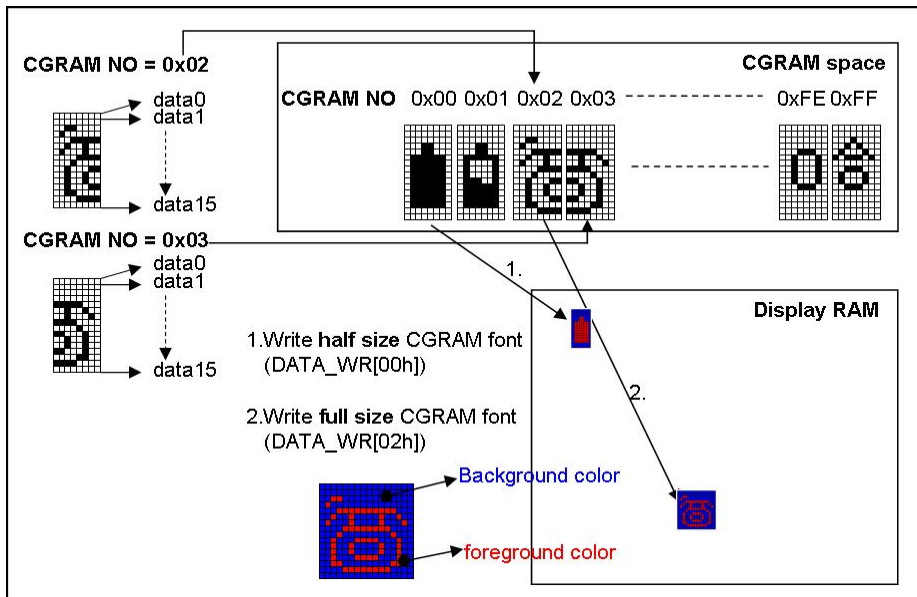 CGRAM NO = 0x02
data0
data1
data15
CGRAM NO = 0x03
data0
data1
data15
CGRAM space
CGRAM NO 0x00 0x01 0x02 0x03 0xFE 0xFF
1.
Display RAM
1.Write half size CGRAM font
(DATA_WR[00h])
2.
2.Write full size CGRAM font
(DATA_WR[02h])
Background color
foreground color